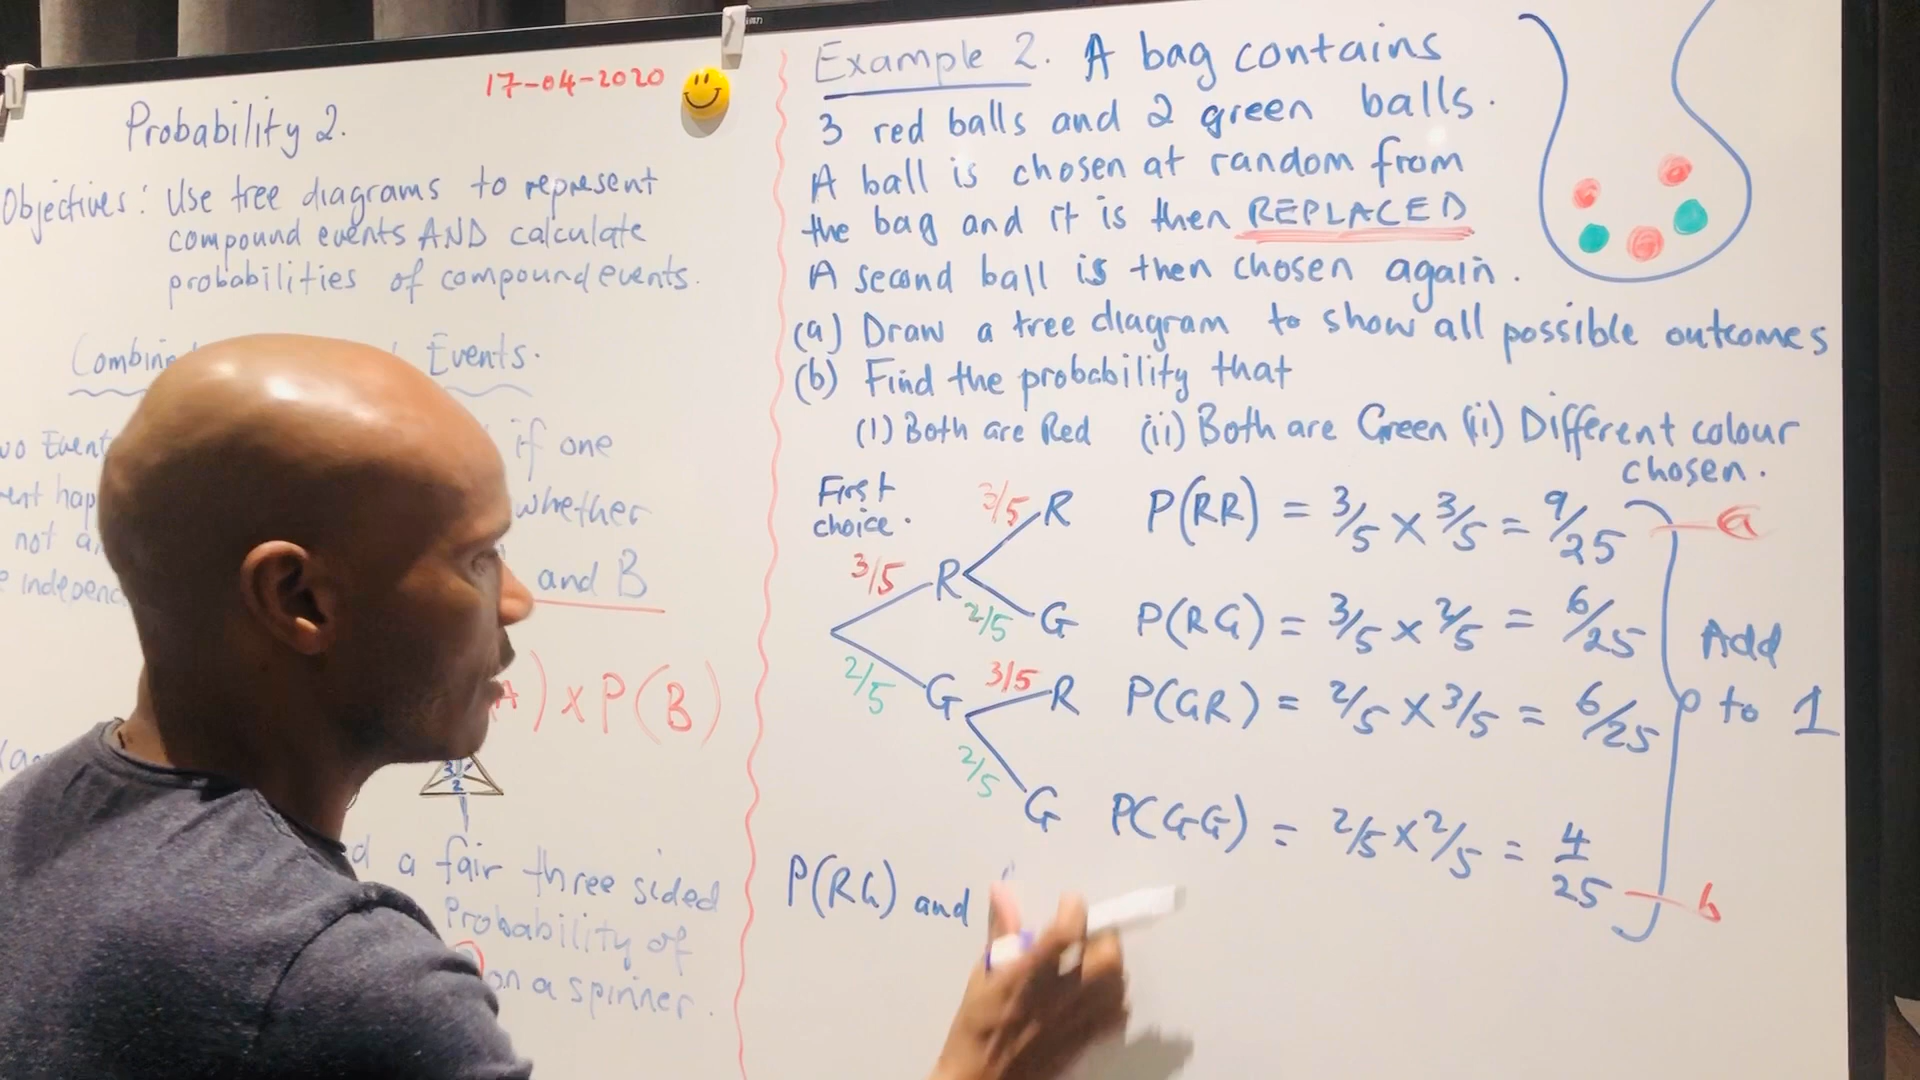 17-04-2020
Probability 2.
Objectives: Use tree diagrams to represent
compound events AND calculate
probabilities of compound events.
Events.
if one
whether
not
and B
) x P(B)
3
2
a fair three sided
Probability of
on a spinner.
Example 2. A bag contains
3 red balls and 2 green balls.
A ball is chosen at random from
the bag and it is then REPLACED
A second ball is then chosen again.
(a) Draw a tree diagram to show all possible outcomes
(b) Find the probability that
(i) Both are Red (ii) Both are Green (ii) Different colour
chosen.
First
choice.
3/5 R
3/5 R
2/5 G
2/5 G
3/5 R
2/5 G
P(RR) = 3/5 x 3/5 = 9/25
a
P(RG) = 3/5 x 2/5 = 6/25
P(GR) = 2/5 x 3/5 = 6/25
P(GG) = 2/5 x 2/5 = 4/25
b
Add
to 1
P(RG) and